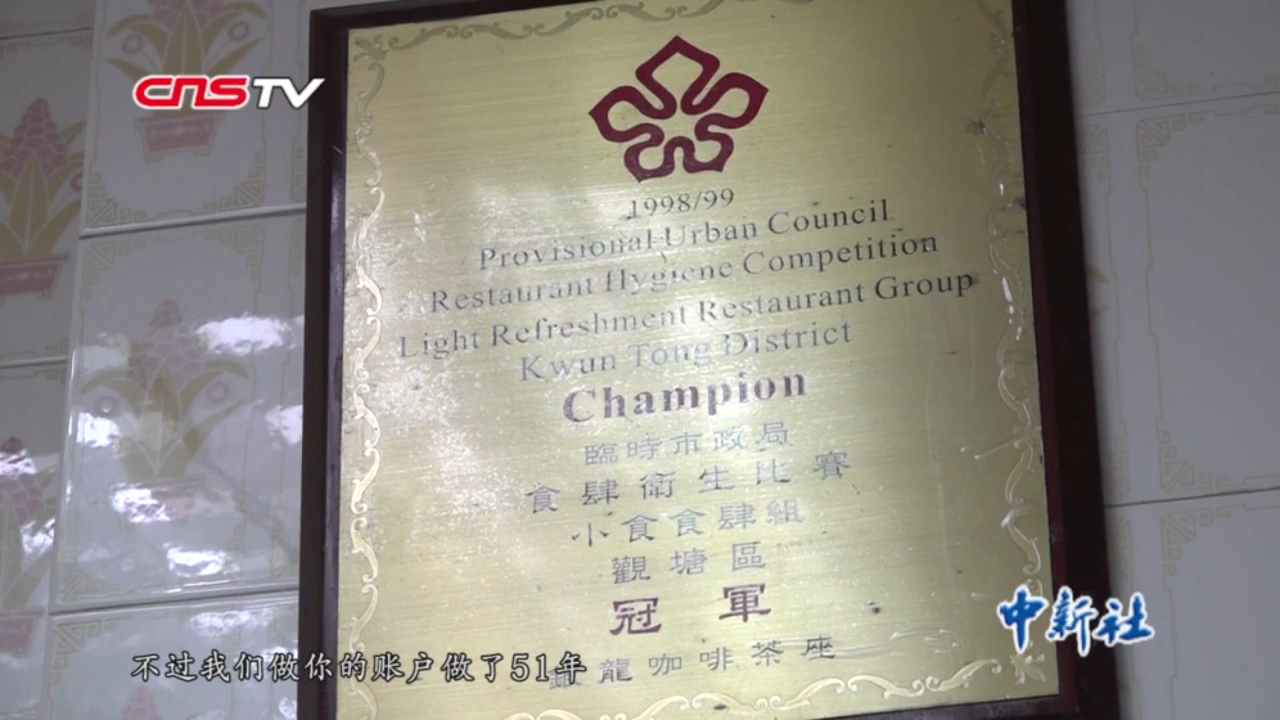 CNSTV
1998/99
Provisional Urban Council
Restaurant Hygiene Competition
Light Refreshment Restaurant Group
Kwun Tong District
Champion
臨時市政局
食肆衛生比賽
小食食肆組
觀塘區
冠軍
銀龍咖啡茶座
中新社
不过我们做你的账户做了51年